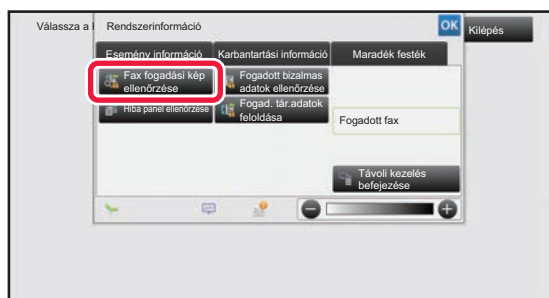 Válassza a
Rendszerinformáció
OK
Kilépés
Esemény információ
Karbantartási információ
Maradék festék
Fax fogadási kép
ellenőrzése
Fogadott bizalmas
adatok ellenőrzése
Hiba panel ellenőrzése
Fogad. tár.adatok
feloldása
Fogadott fax
Távoli kezelés
befejezése